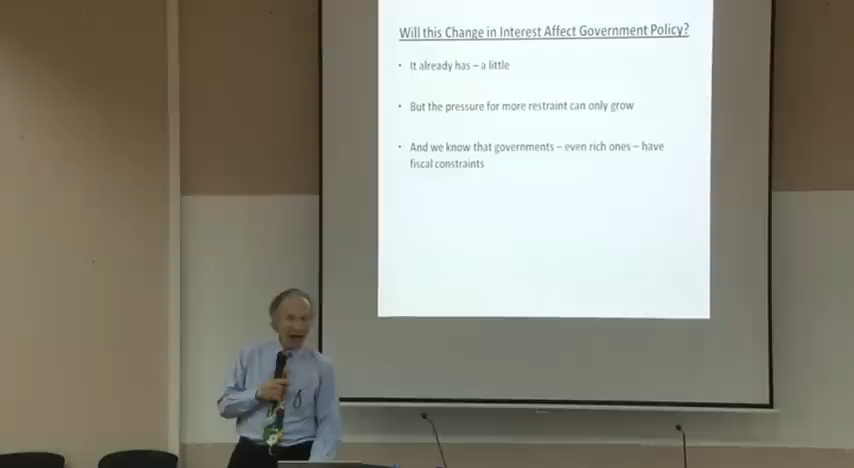 Will this Change in Interest Affect Government Policy?
• It already has – a little
• But the pressure for more restraint can only grow
• And we know that governments – even rich ones – have
fiscal constraints